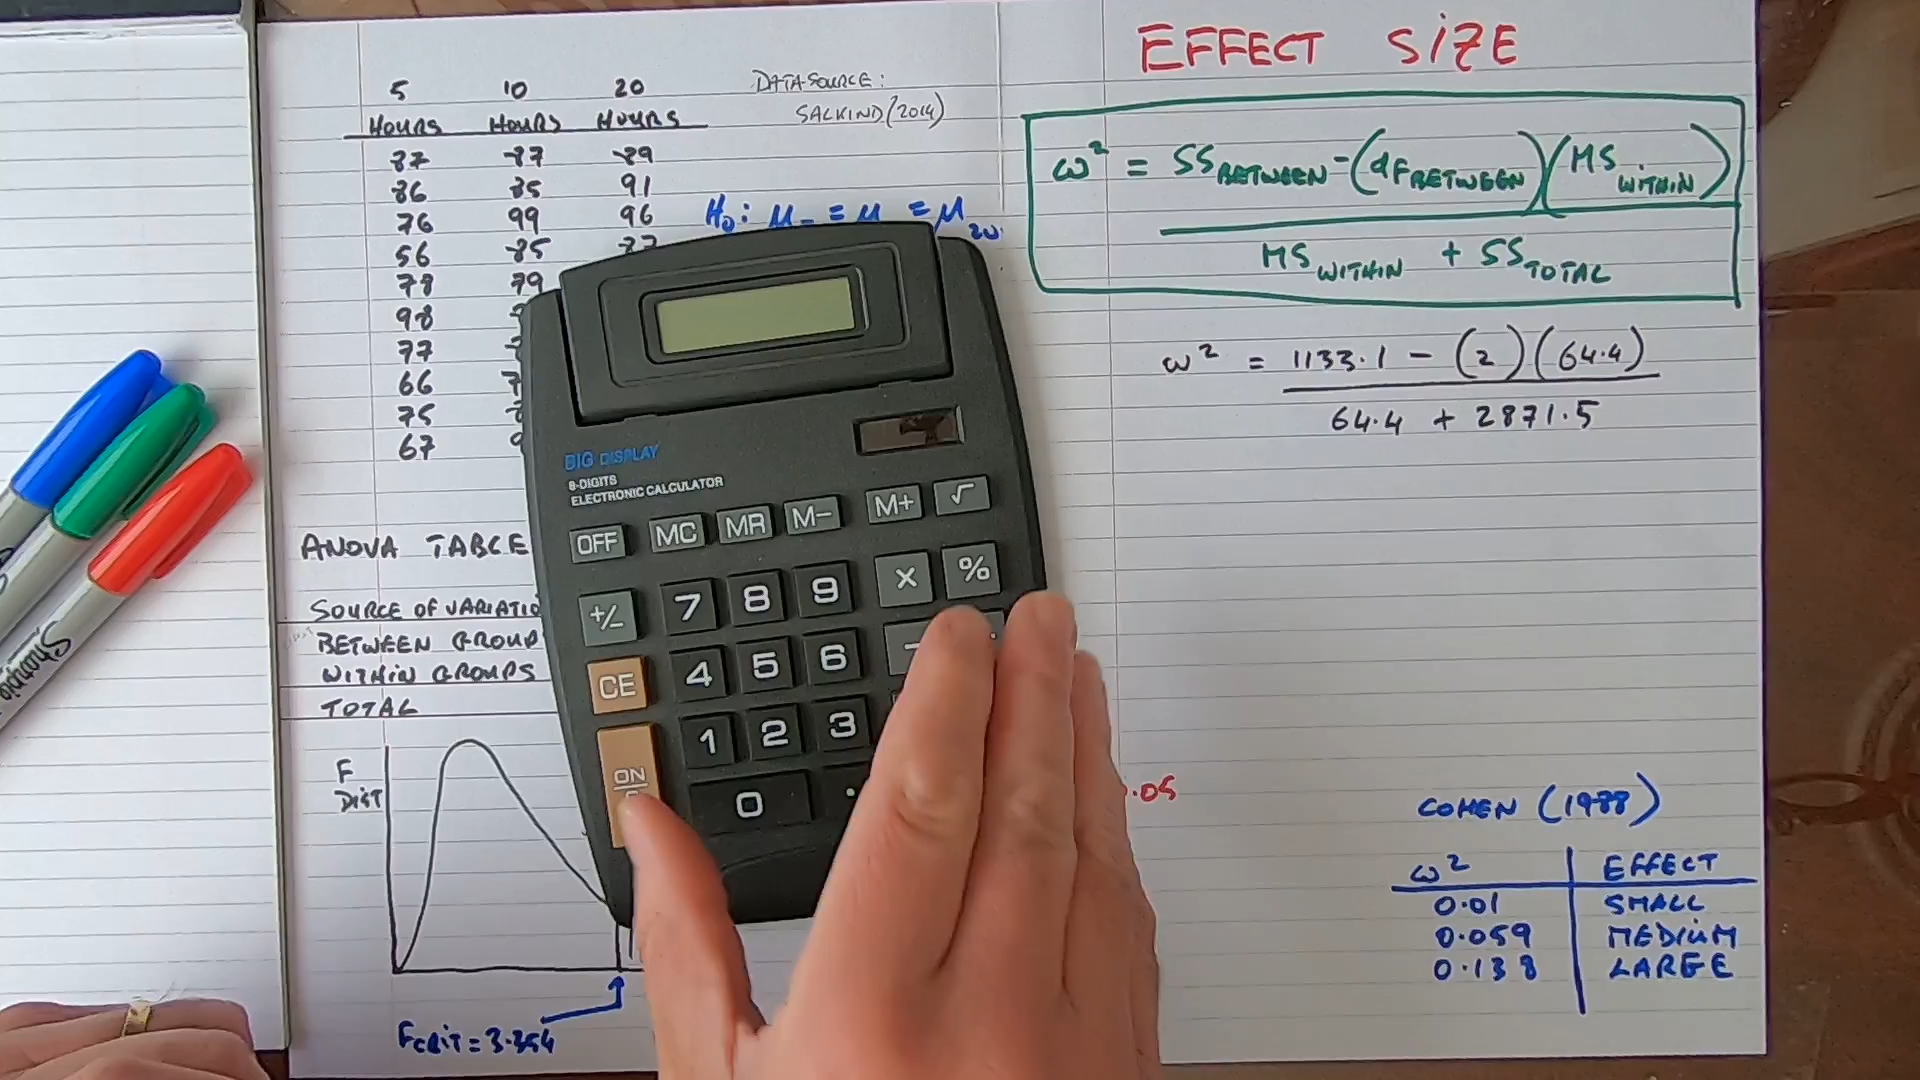 EFFECT SIZE
5 10 20
HOURS HOURS HOURS
DATA SOURCE:
SALKIND (2014)
87 87 89
86 85 91
76 99 96
56 85 87
78 79
98
77
66
75
67
H₀: μ = μ = μ₂₀
ω² = SS BETWEEN - (dF BETWEEN)(MS WITHIN)
MS WITHIN + SS TOTAL
ω² = 1133.1 - (2)(64.4)
64.4 + 2871.5
BIG DISPLAY
8-DIGITS
ELECTRONIC CALCULATOR
OFF MC MR M- M+ √
+/- 7 8 9 × %
CE 4 5 6 -
ON 1 2 3
0 .
ANOVA TABLE
SOURCE OF VARIATIO
BETWEEN GROUP
WITHIN GROUPS
TOTAL
F
DIST
FCRIT = 3.354
.05
COHEN (1988)
ω² EFFECT
0.01 SMALL
0.059 MEDIUM
0.138 LARGE
Sharpie